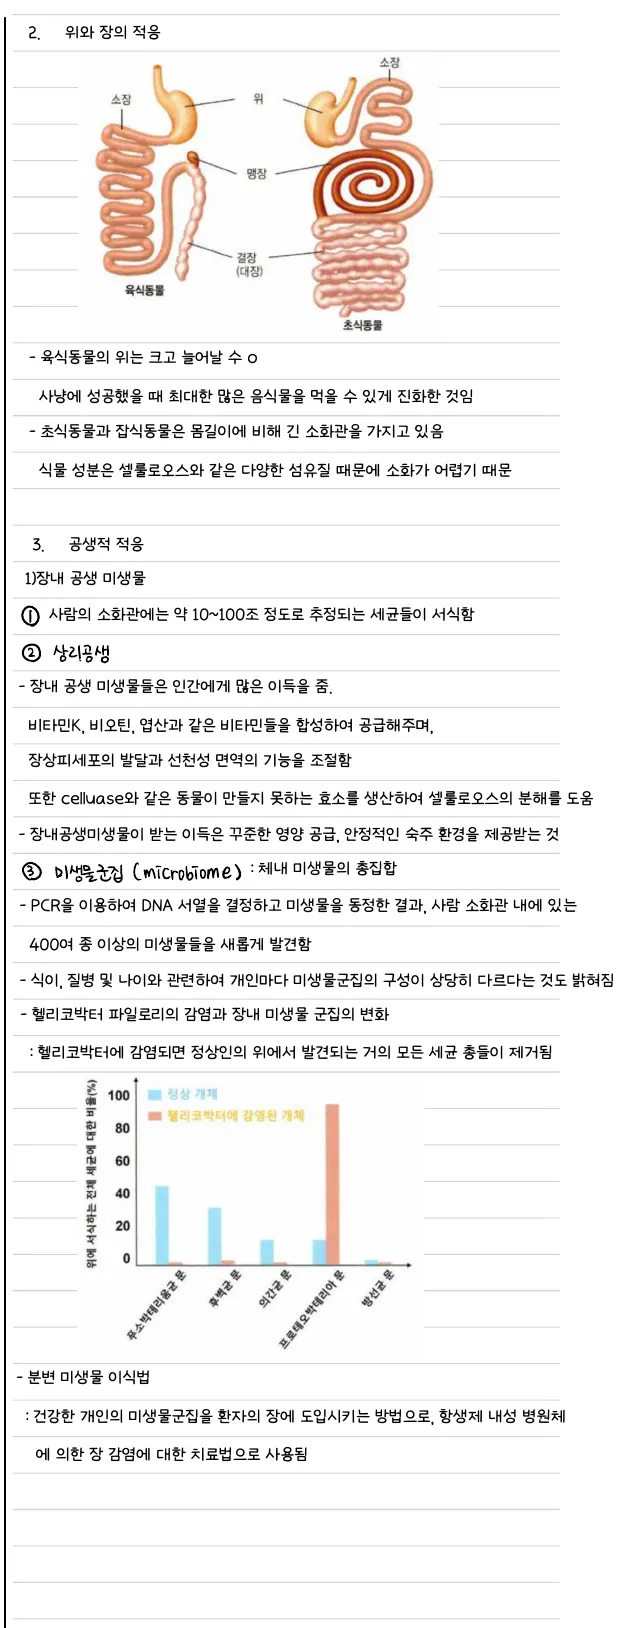 2. 위와 장의 적응
소장
소장
위
맹장
결장
(대장)
육식동물
초식동물
- 육식동물의 위는 크고 늘어날 수 o
사냥에 성공했을 때 최대한 많은 음식물을 먹을 수 있게 진화한 것임
- 초식동물과 잡식동물은 몸길이에 비해 긴 소화관을 가지고 있음
식물 성분은 셀룰로오스와 같은 다양한 섬유질 때문에 소화가 어렵기 때문
3. 공생적 적응
1)장내 공생 미생물
① 사람의 소화관에는 약 10~100조 정도로 추정되는 세균들이 서식함
② 상리공생
- 장내 공생 미생물들은 인간에게 많은 이득을 줌.
비타민K, 비오틴, 엽산과 같은 비타민들을 합성하여 공급해주며,
장상피세포의 발달과 선천성 면역의 기능을 조절함
또한 celluase와 같은 동물이 만들지 못하는 효소를 생산하여 셀룰로오스의 분해를 도움
- 장내공생미생물이 받는 이득은 꾸준한 영양 공급, 안정적인 숙주 환경을 제공받는 것
③ 미생물군집 (microbiome) : 체내 미생물의 총집합
- PCR을 이용하여 DNA 서열을 결정하고 미생물을 동정한 결과, 사람 소화관 내에 있는
400여 종 이상의 미생물들을 새롭게 발견함
- 식이, 질병 및 나이와 관련하여 개인마다 미생물군집의 구성이 상당히 다르다는 것도 밝혀짐
- 헬리코박터 파일로리의 감염과 장내 미생물 군집의 변화
: 헬리코박터에 감염되면 정상인의 위에서 발견되는 거의 모든 세균 총들이 제거됨
위에 서식하는 전체 세균에 대한 비율(%)
100
80
60
40
20
0
정상 개체
헬리코박터에 감염된 개체
푸소박테리움균 문
후벽균 문
의간균 문
프로테오박테리아 문
방선균 문
- 분변 미생물 이식법
: 건강한 개인의 미생물군집을 환자의 장에 도입시키는 방법으로, 항생제 내성 병원체
에 의한 장 감염에 대한 치료법으로 사용됨